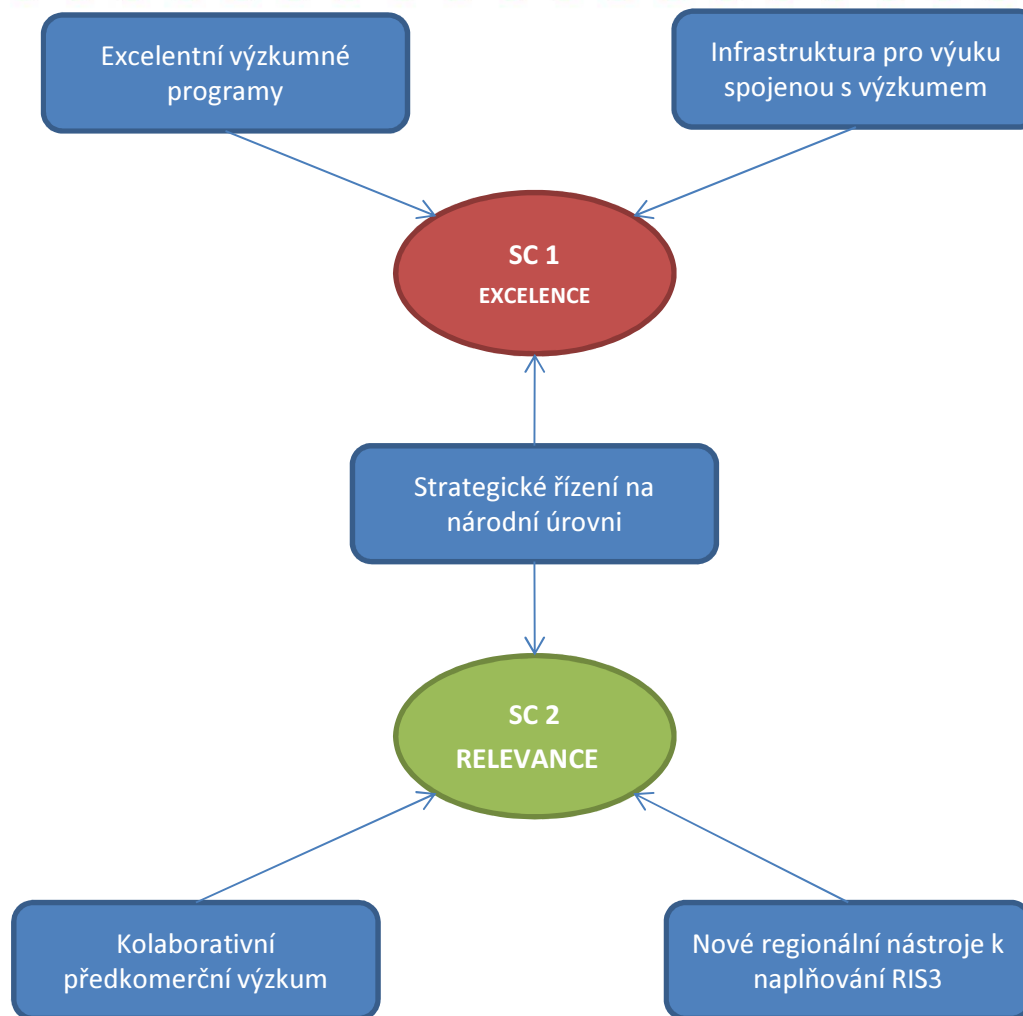 Excelentní výzkumné
programy
Infrastruktura pro výuku
spojenou s výzkumem
SC 1
EXCELENCE
Strategické řízení na
národní úrovni
SC 2
RELEVANCE
Kolaborativní
předkomerční výzkum
Nové regionální nástroje k
naplňování RIS3